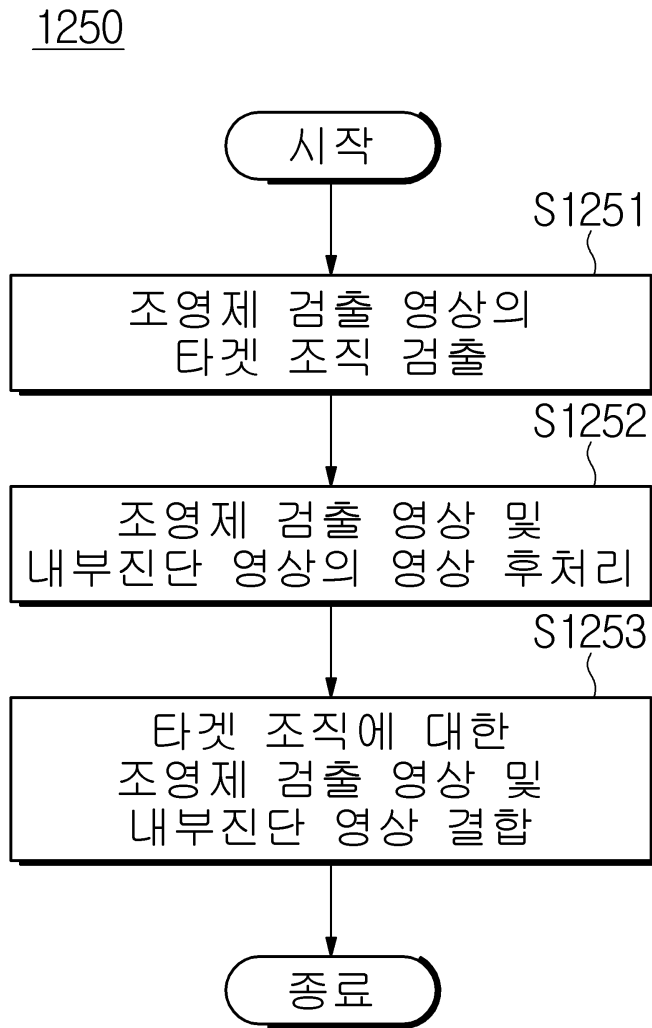 1250
시작
S1251
조영제 검출 영상의
타겟 조직 검출
S1252
조영제 검출 영상 및
내부진단 영상의 영상 후처리
S1253
타겟 조직에 대한
조영제 검출 영상 및
내부진단 영상 결합
종료